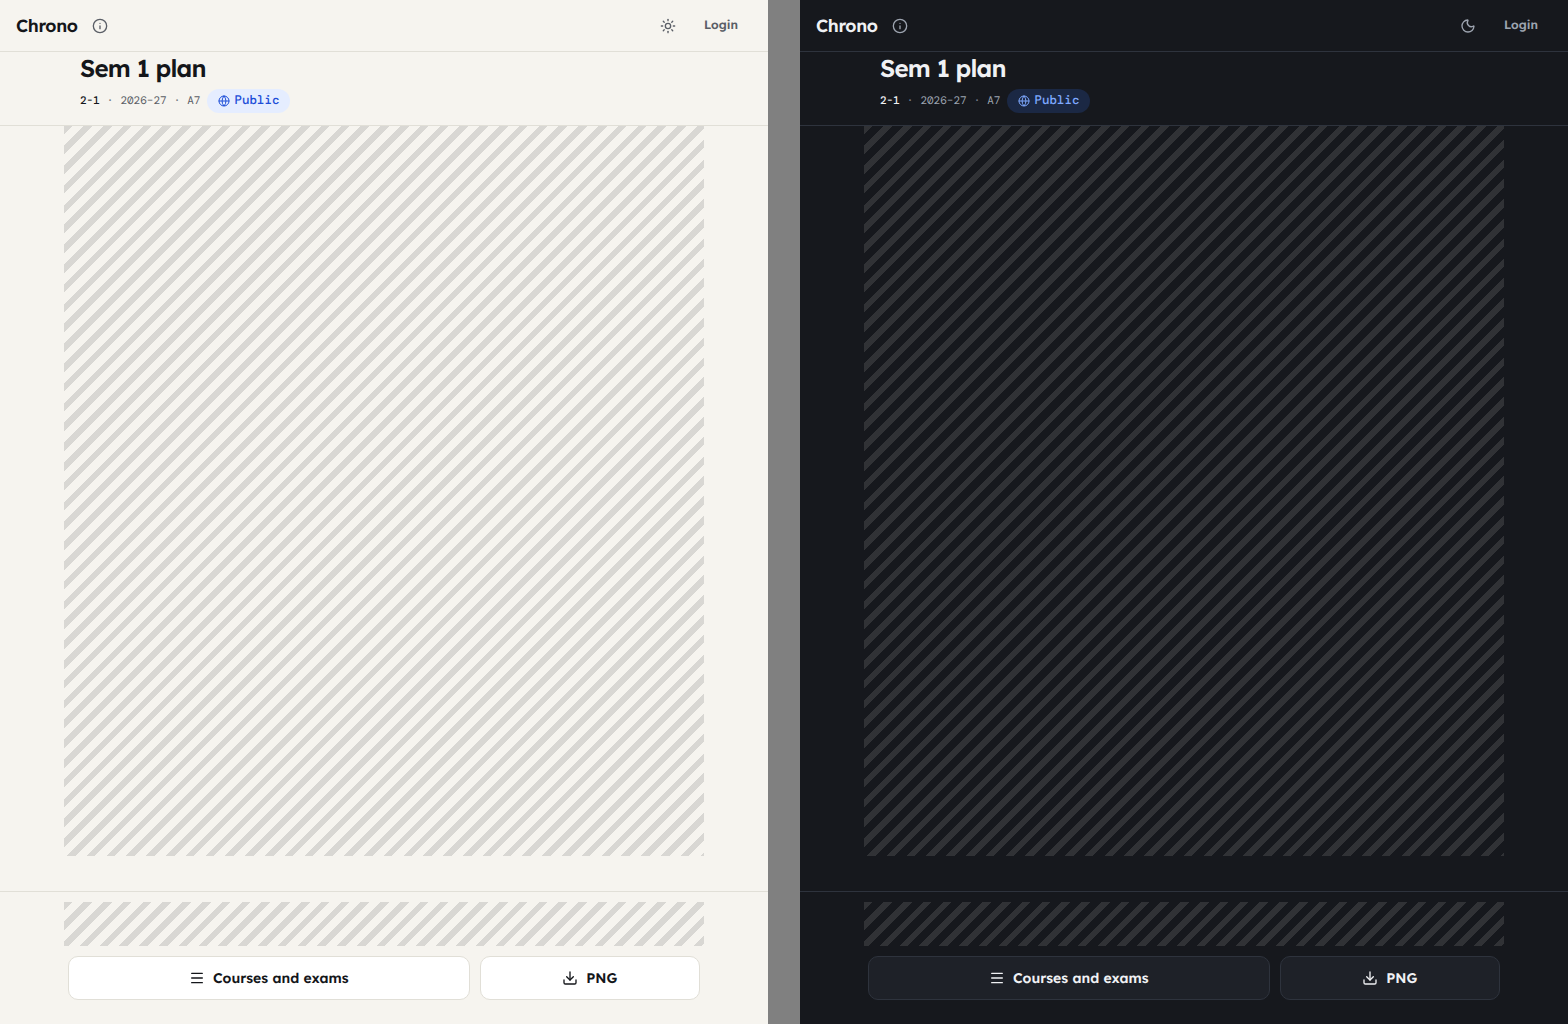 Chrono
Login
Sem 1 plan
2-1 · 2026-27 · A7 Public
Courses and exams
PNG
Chrono
Login
Sem 1 plan
2-1 · 2026-27 · A7 Public
Courses and exams
PNG